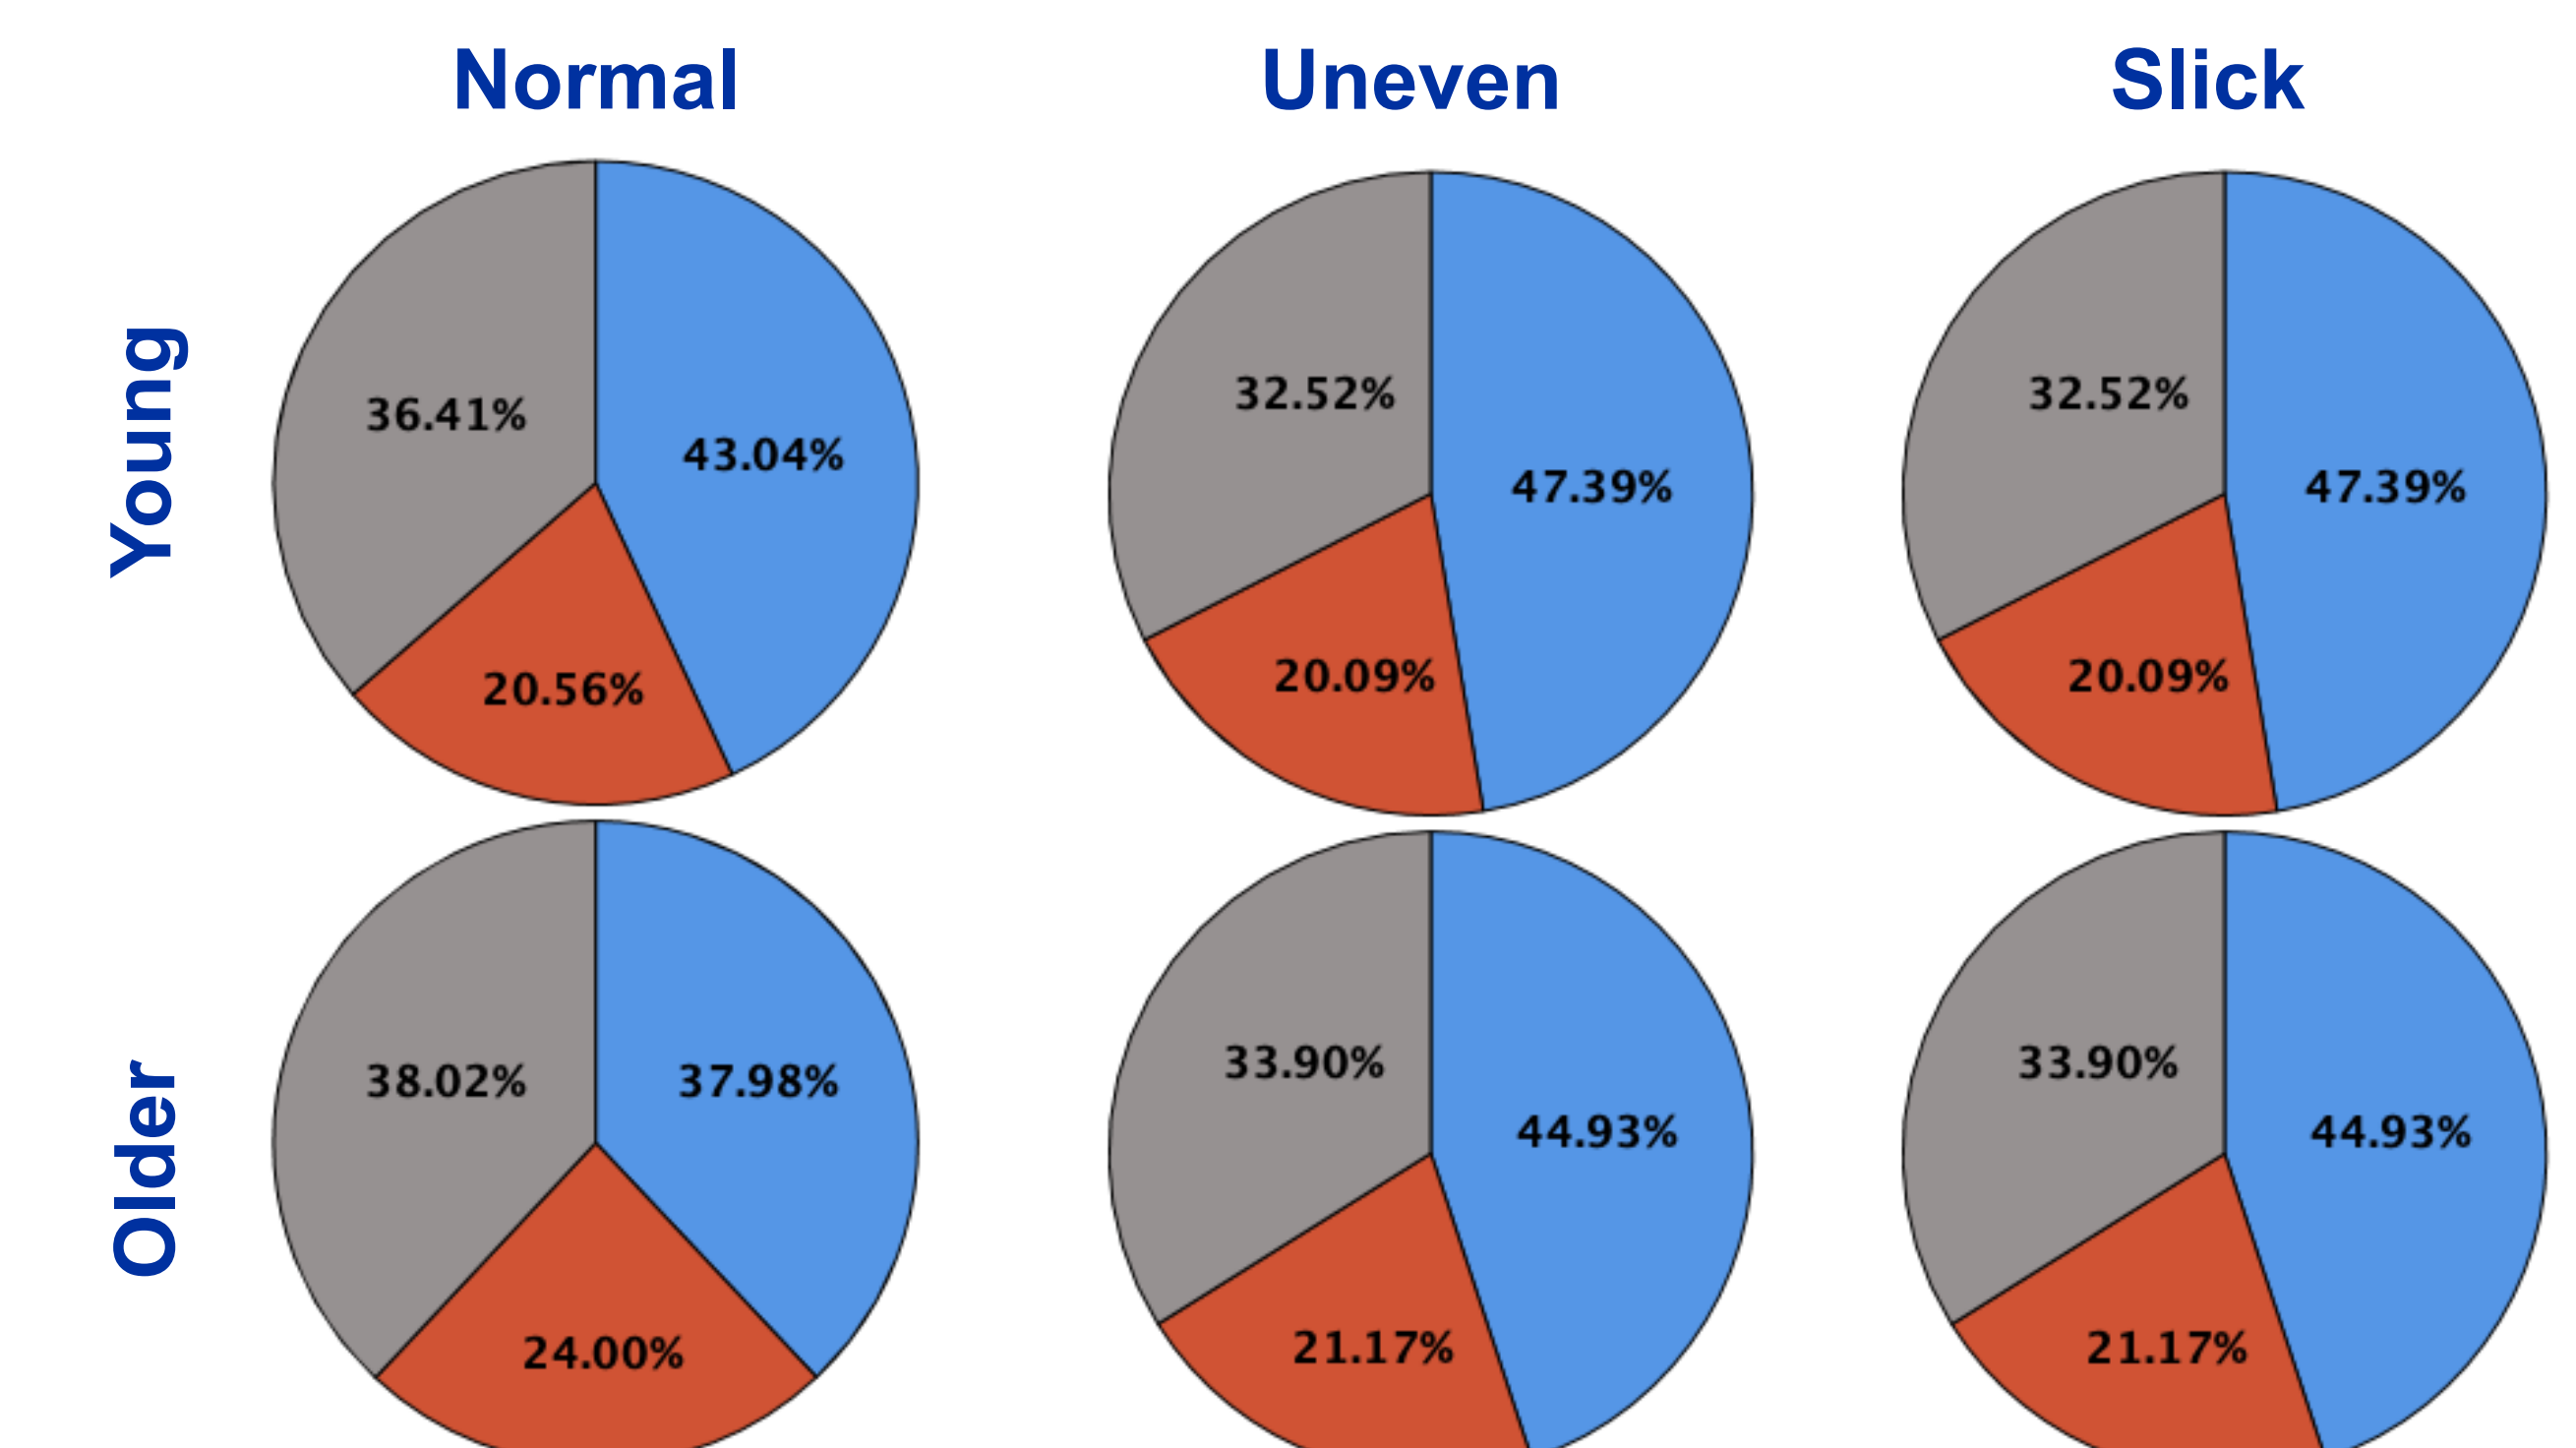 Normal Uneven Slick
Young
36.41% 43.04% 20.56%
32.52% 47.39% 20.09%
32.52% 47.39% 20.09%
Older
38.02% 37.98% 24.00%
33.90% 44.93% 21.17%
33.90% 44.93% 21.17%